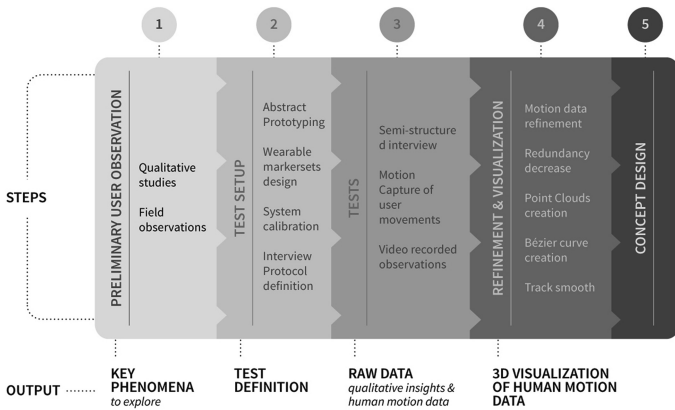 1
2
3
4
5
STEPS
PRELIMINARY USER OBSERVATION
Qualitative
studies
Field
observations
TEST SETUP
Abstract
Prototyping
Wearable
markersets
design
System
calibration
Interview
Protocol
definition
TESTS
Semi-structure
d interview
Motion
Capture of
user
movements
Video recorded
observations
REFINEMENT & VISUALIZATION
Motion data
refinement
Redundancy
decrease
Point Clouds
creation
Bézier curve
creation
Track smooth
CONCEPT DESIGN
OUTPUT
KEY
PHENOMENA
to explore
TEST
DEFINITION
RAW DATA
qualitative insights &
human motion data
3D VISUALIZATION
OF HUMAN MOTION
DATA